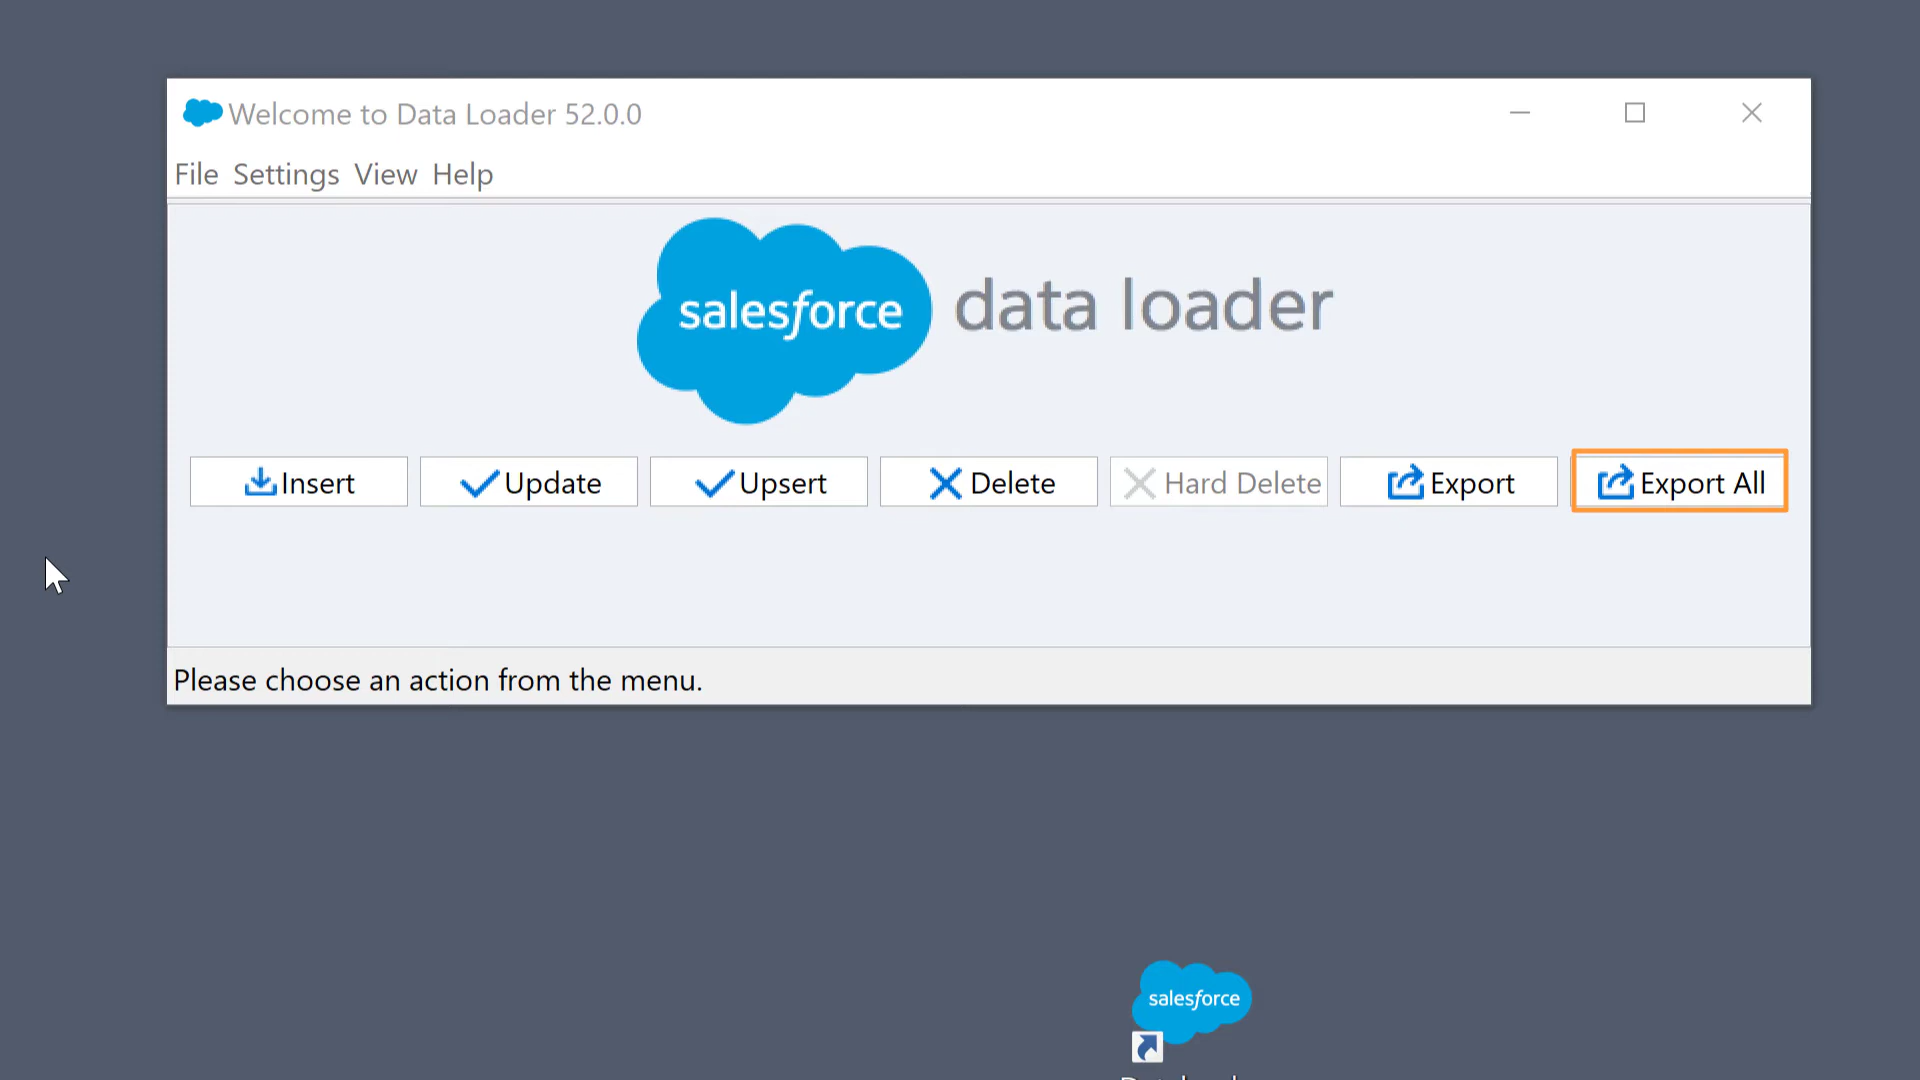 Welcome to Data Loader 52.0.0
File Settings View Help
salesforce data loader
Insert Update Upsert Delete Hard Delete Export Export All
Please choose an action from the menu.
salesforce